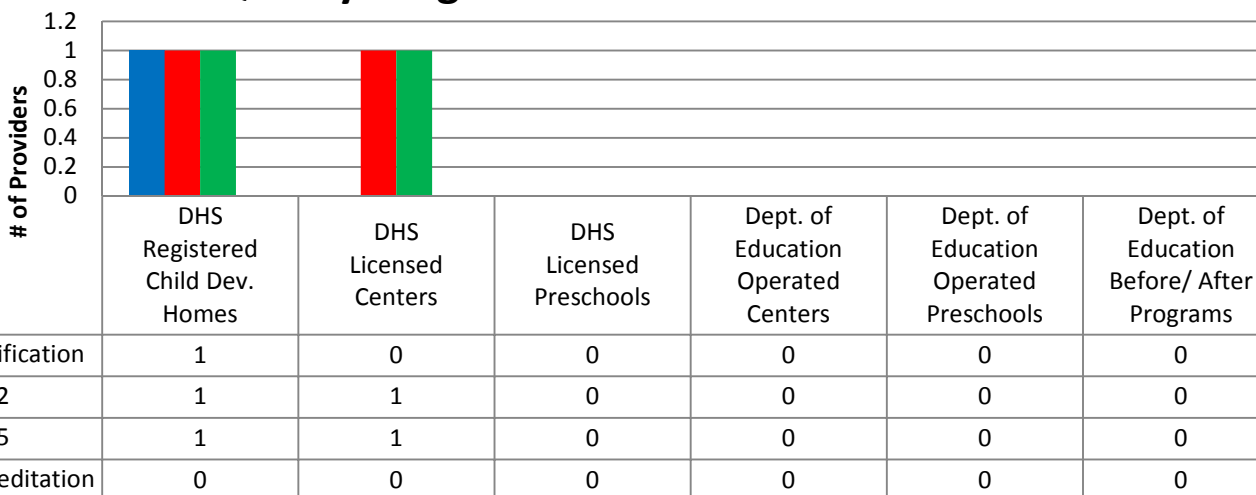 1.2
1
0.8
0.6
0.4
0.2
0
# of Providers
DHS Registered Child Dev. Homes
DHS Licensed Centers
DHS Licensed Preschools
Dept. of Education Operated Centers
Dept. of Education Operated Preschools
Dept. of Education Before/ After Programs
1 0 0 0 0 0
2 1 1 0 0 0 0
5 1 1 0 0 0 0
0 0 0 0 0 0